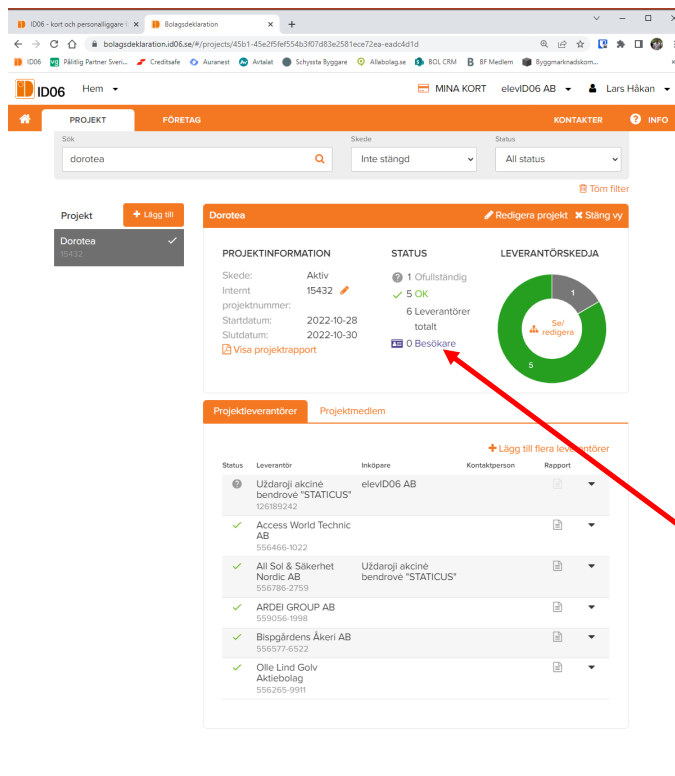 ID06 - kort och personalliggare
Bolagsdeklaration
bolagsdeklaration.id06.se/#/projects/45b1-45e2f5fef554b3f07d83e2581ece72ea-eadc4d1d
ID06
Pålitlig Partner Sveri...
Creditsafe
Auranest
Avtalat
Schyssta Byggare
Allabolag.se
BOL CRM
BF Medlem
Byggmarknadskom...
ID06
Hem
MINA KORT
elevID06 AB
Lars Håkan
PROJEKT
FÖRETAG
KONTAKTER
INFO
Sök
Skede
Status
dorotea
Inte stängd
All status
Töm filter
Projekt
Lägg till
Dorotea
15432
Dorotea
Redigera projekt
Stäng vy
PROJEKTINFORMATION
Skede: Aktiv
Internt 15432
projektnummer:
Startdatum: 2022-10-28
Slutdatum: 2022-10-30
Visa projektrapport
STATUS
1 Ofullständig
5 OK
6 Leverantörer
totalt
0 Besökare
LEVERANTÖRSKEDJA
1
Se/
redigera
5
Projektleverantörer
Projektmedlem
Lägg till flera leverantörer
Status Leverantör Inköpare Kontaktperson Rapport
Uždaroji akcinė elevID06 AB
bendrovė "STATICUS"
126189242
Access World Technic
AB
556466-1022
All Sol & Säkerhet Uždaroji akcinė
Nordic AB bendrovė "STATICUS"
556786-2759
ARDEI GROUP AB
559056-1998
Bispgårdens Åkeri AB
556577-6522
Olle Lind Golv
Aktiebolag
556265-9911